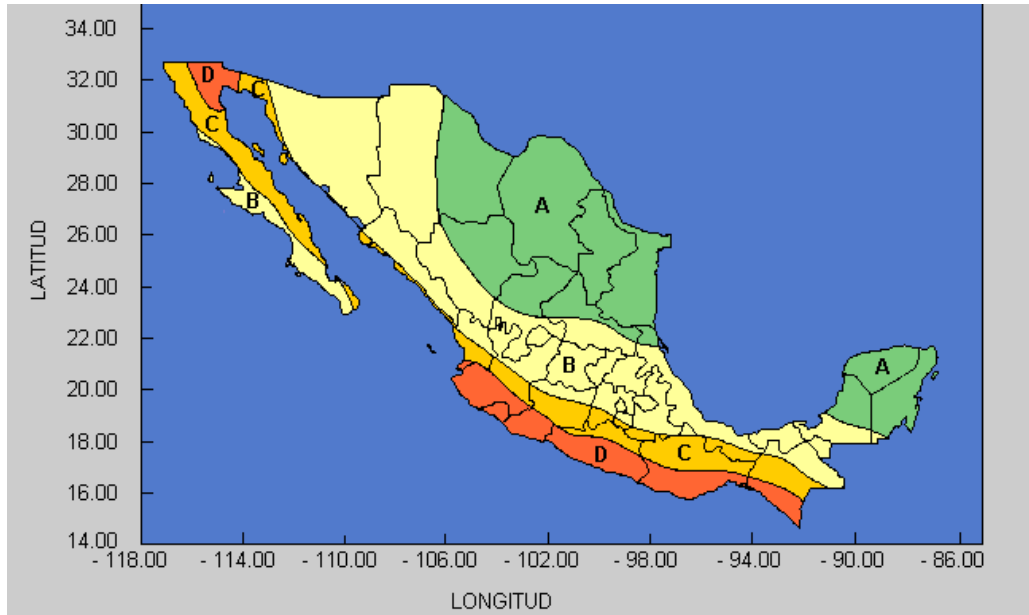 34.00
32.00
30.00
28.00
26.00
24.00
22.00
20.00
18.00
16.00
14.00
LATITUD
D
C
C
B
A
A
B
C
D
- 118.00 - 114.00 - 110.00 - 106.00 - 102.00 - 98.00 - 94.00 - 90.00 - 86.00
LONGITUD